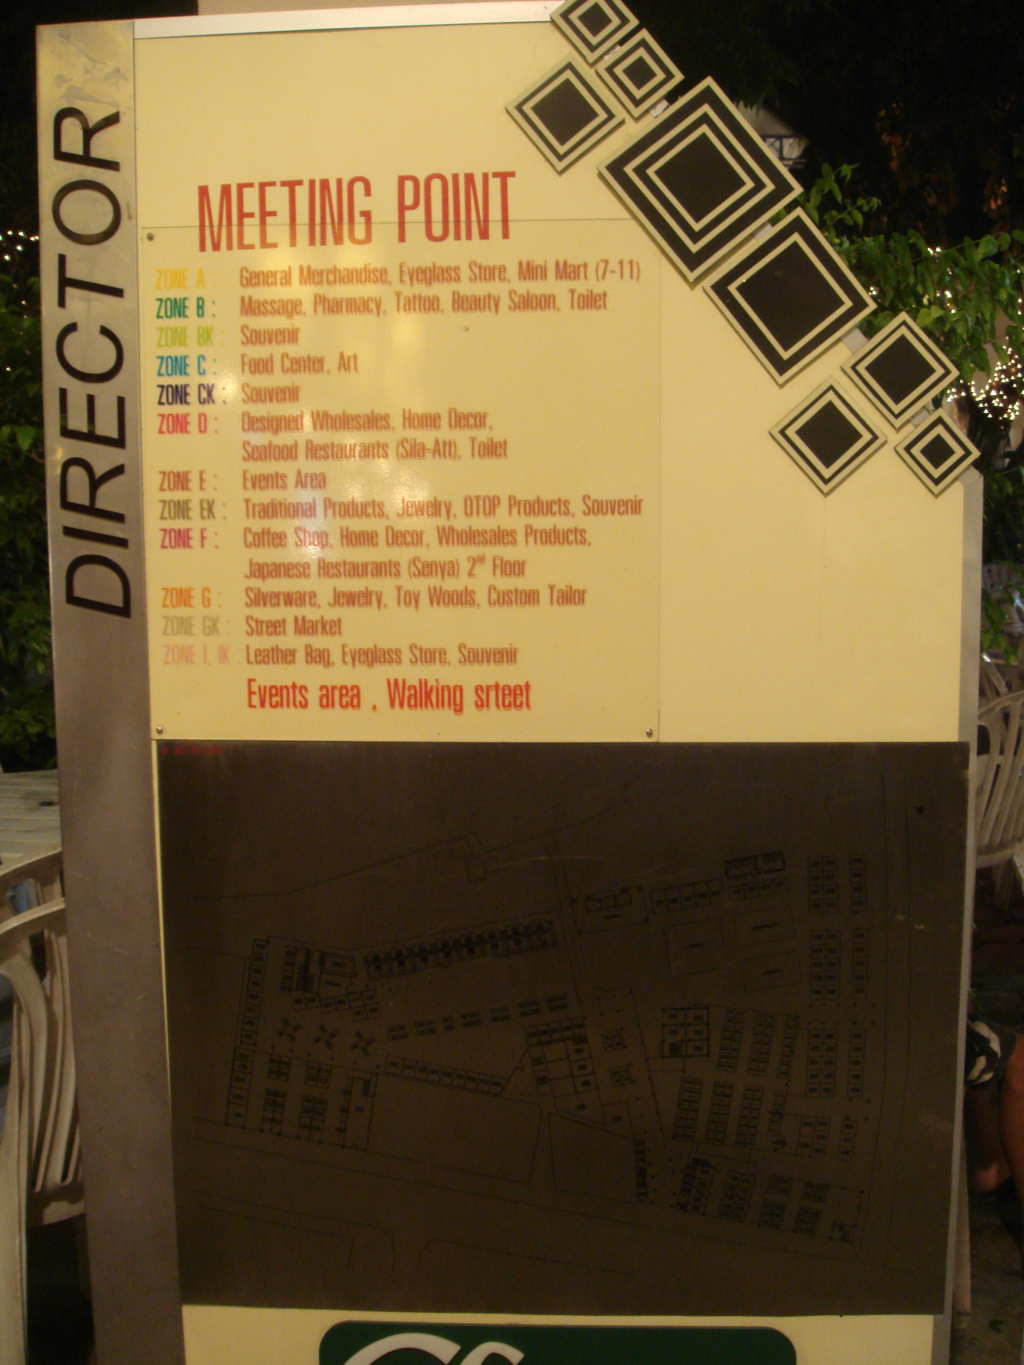 DIRECTOR
MEETING POINT
ZONE A : General Merchandise, Eyeglass Store, Mini Mart (7-11)
ZONE B : Massage, Pharmacy, Tattoo, Beauty Saloon, Toilet
ZONE BK : Souvenir
ZONE C : Food Center, Art
ZONE CK : Souvenir
ZONE D : Designed Wholesales, Home Decor,
Seafood Restaurants (Sila-Att), Toilet
ZONE E : Events Area
ZONE EK : Traditional Products, Jewelry, OTOP Products, Souvenir
ZONE F : Coffee Shop, Home Decor, Wholesales Products,
Japanese Restaurants (Senya) 2nd Floor
ZONE G : Silverware, Jewelry, Toy Woods, Custom Tailor
ZONE GK : Street Market
ZONE I, IK : Leather Bag, Eyeglass Store, Souvenir
Events area , Walking srteet